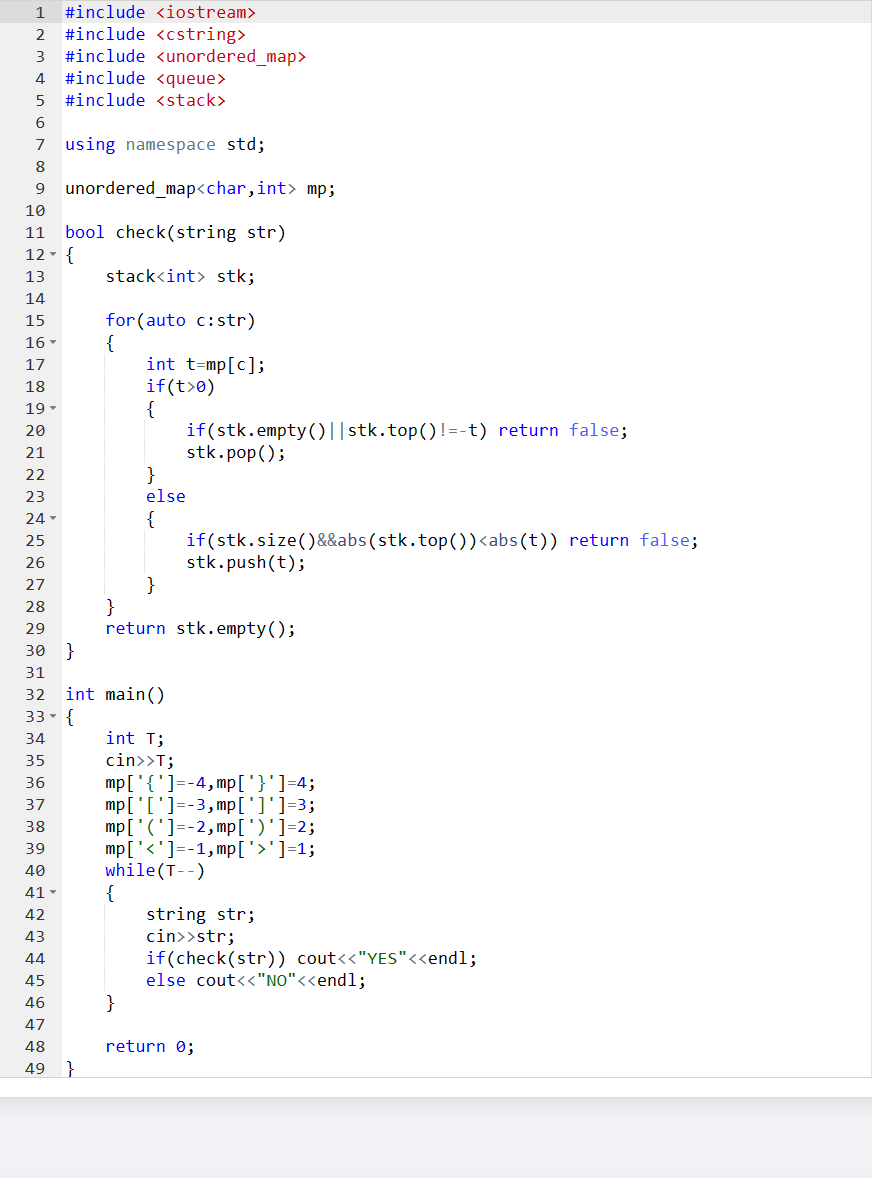 1 #include <iostream>
2 #include <cstring>
3 #include <unordered_map>
4 #include <queue>
5 #include <stack>
6
7 using namespace std;
8
9 unordered_map<char,int> mp;
10
11 bool check(string str)
12 {
13     stack<int> stk;
14
15     for(auto c:str)
16     {
17         int t=mp[c];
18         if(t>0)
19         {
20             if(stk.empty()||stk.top()!=-t) return false;
21             stk.pop();
22         }
23         else
24         {
25             if(stk.size()&&abs(stk.top())<abs(t)) return false;
26             stk.push(t);
27         }
28     }
29     return stk.empty();
30 }
31
32 int main()
33 {
34     int T;
35     cin>>T;
36     mp['{']=-4,mp['}']=4;
37     mp['[']=-3,mp[']']=3;
38     mp['(']=-2,mp[')']=2;
39     mp['<']=-1,mp['>']=1;
40     while(T--)
41     {
42         string str;
43         cin>>str;
44         if(check(str)) cout<<"YES"<<endl;
45         else cout<<"NO"<<endl;
46     }
47
48     return 0;
49 }